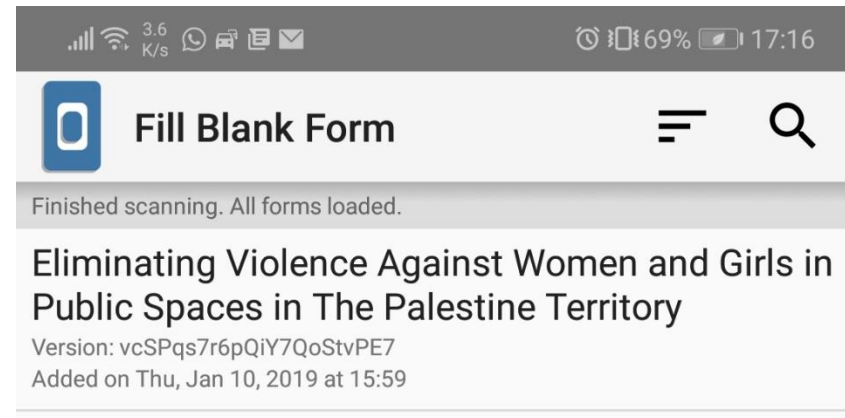 3.6
K/s
69% 17:16
Fill Blank Form
Finished scanning. All forms loaded.
Eliminating Violence Against Women and Girls in
Public Spaces in The Palestine Territory
Version: vcSPqs7r6pQiY7QoStvPE7
Added on Thu, Jan 10, 2019 at 15:59